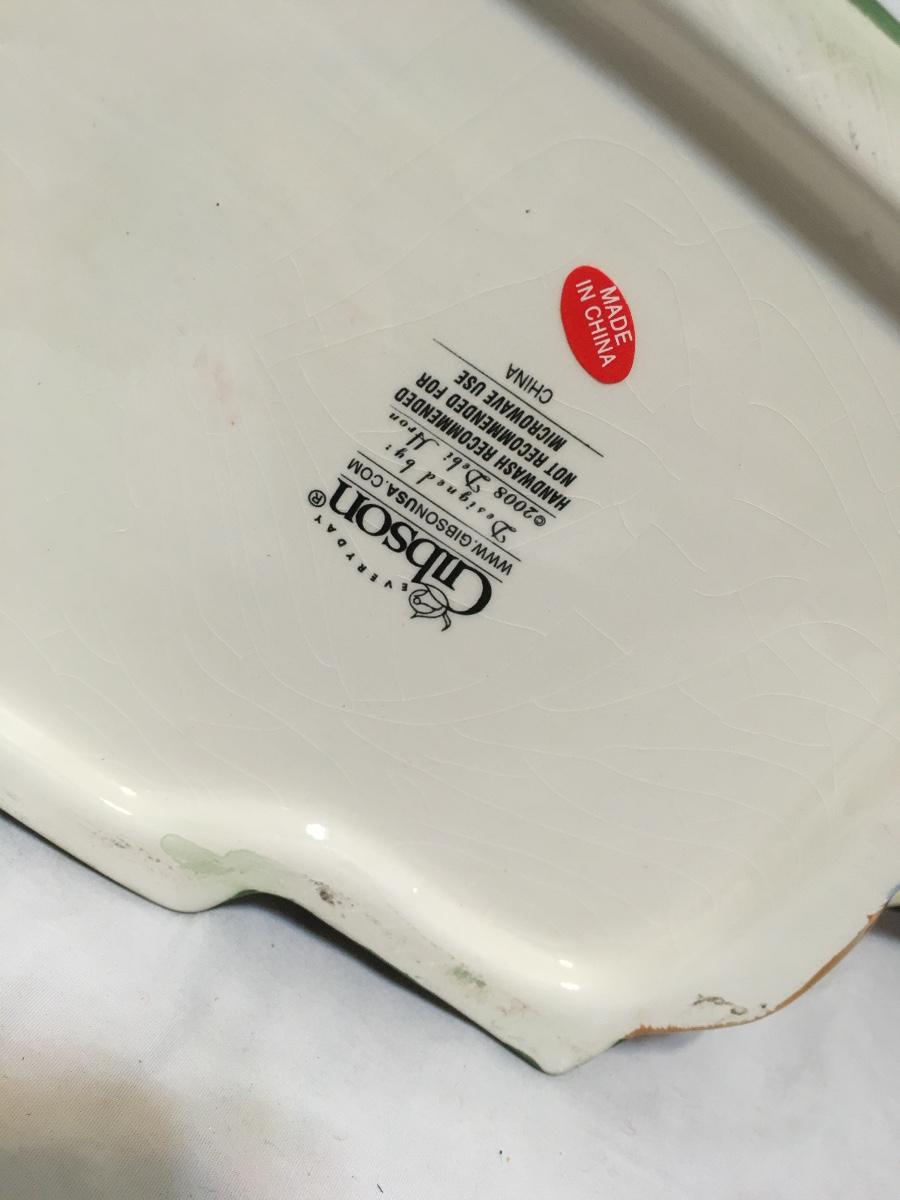 EVERYDAY
Gibson®
WWW.GIBSONUSA.COM
Designed by:
©2008 Debi Hron
HANDWASH RECOMMENDED
NOT RECOMMENDED FOR
MICROWAVE USE
CHINA
MADE
IN CHINA